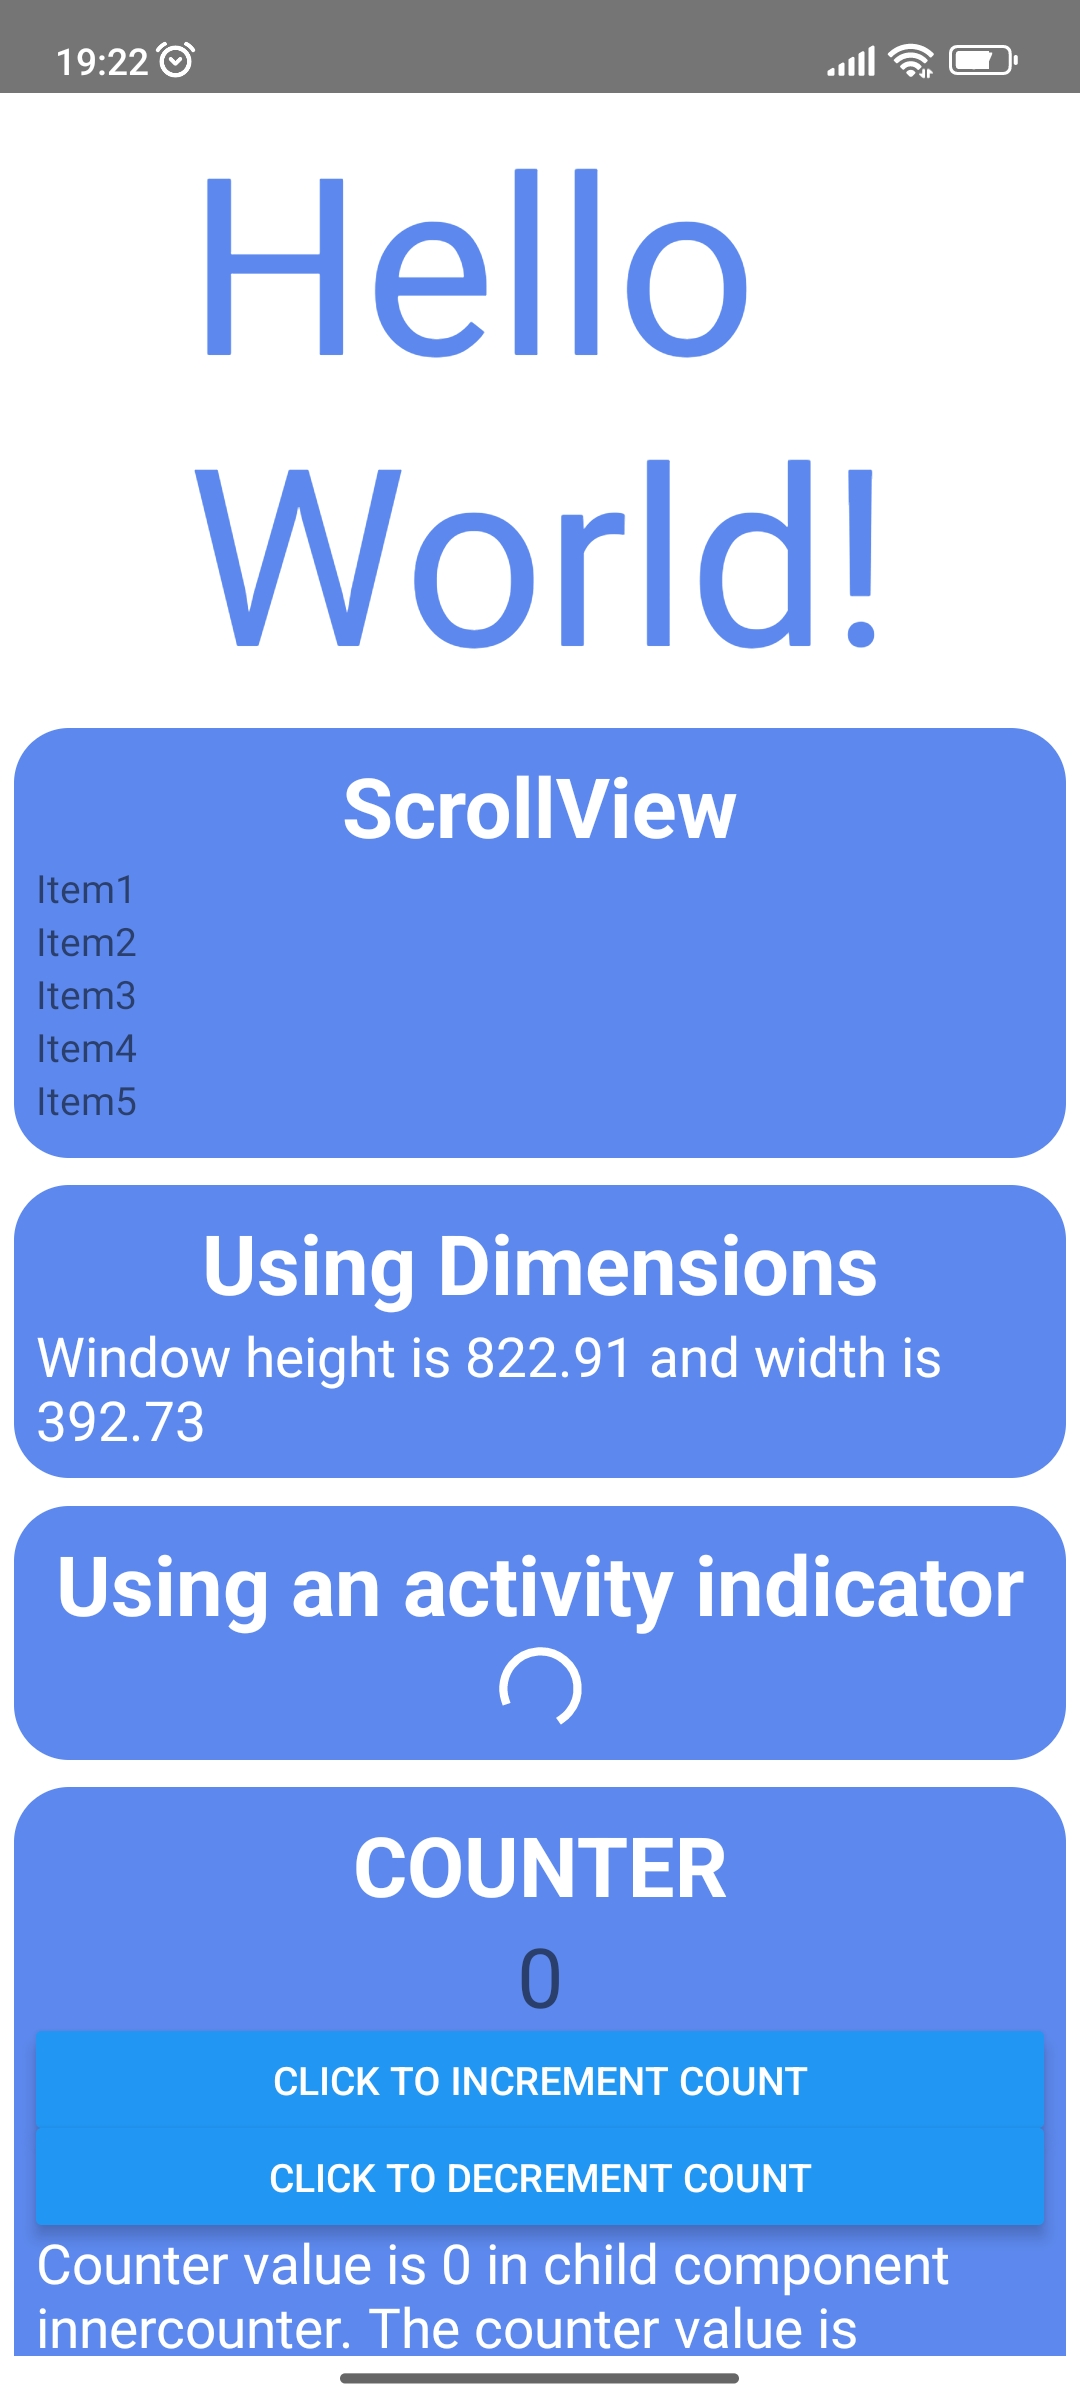 19:22
Hello
World!
ScrollView
Item1
Item2
Item3
Item4
Item5
Using Dimensions
Window height is 822.91 and width is
392.73
Using an activity indicator
COUNTER
0
CLICK TO INCREMENT COUNT
CLICK TO DECREMENT COUNT
Counter value is 0 in child component
innercounter. The counter value is